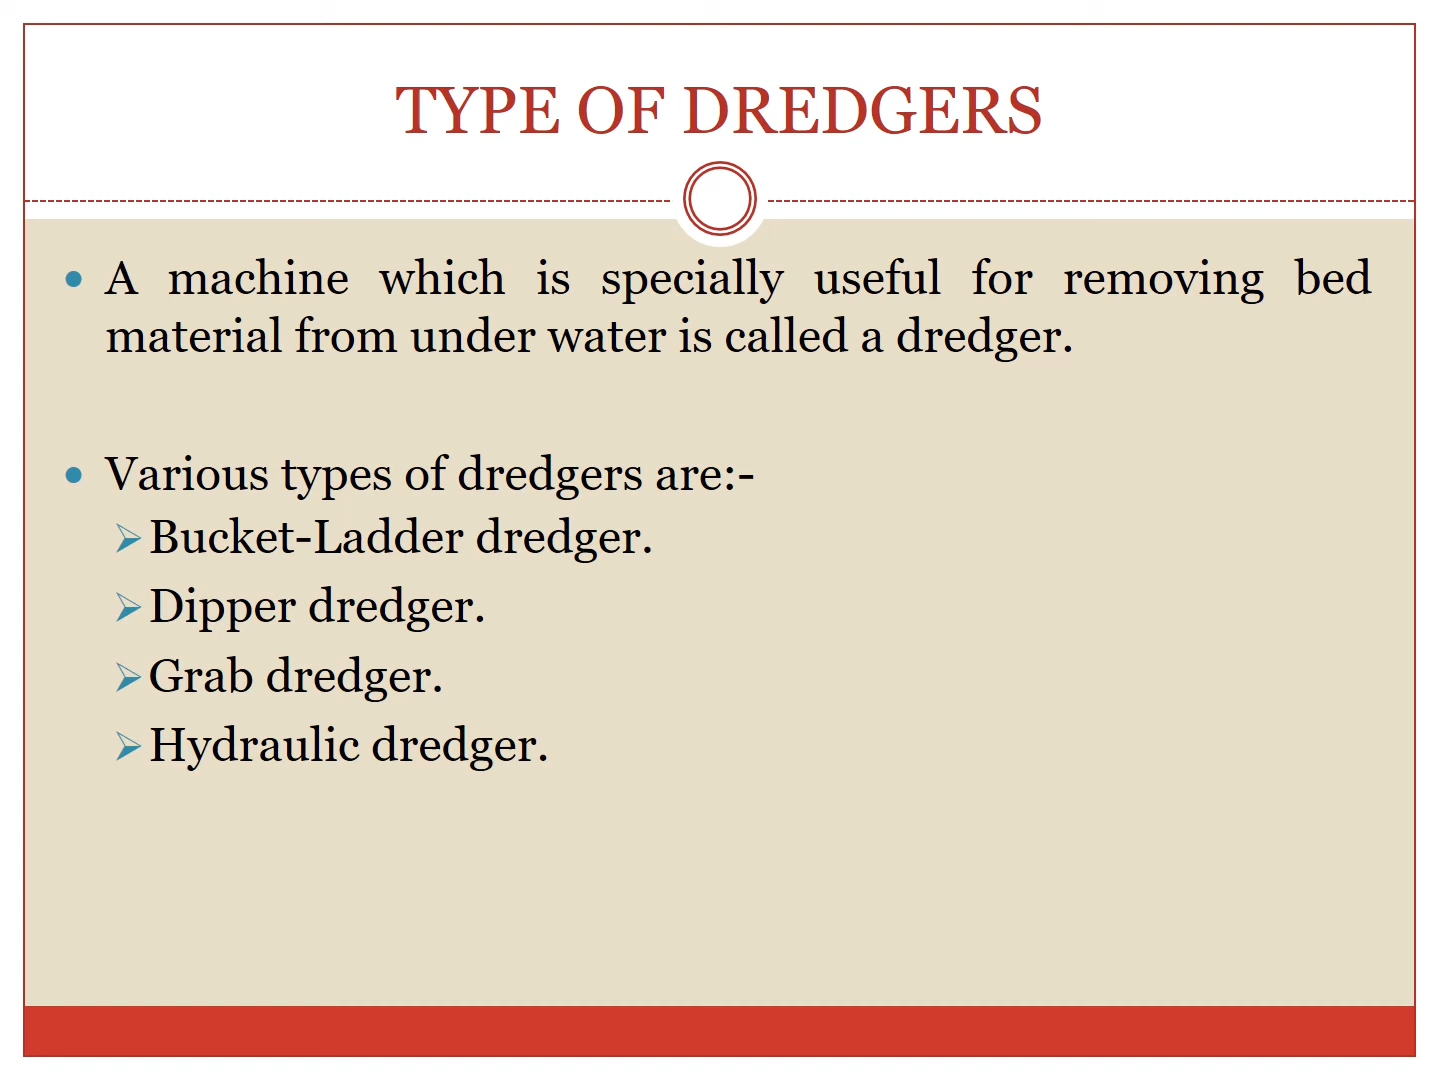 TYPE OF DREDGERS
A machine which is specially useful for removing bed
material from under water is called a dredger.
Various types of dredgers are:-
Bucket-Ladder dredger.
Dipper dredger.
Grab dredger.
Hydraulic dredger.